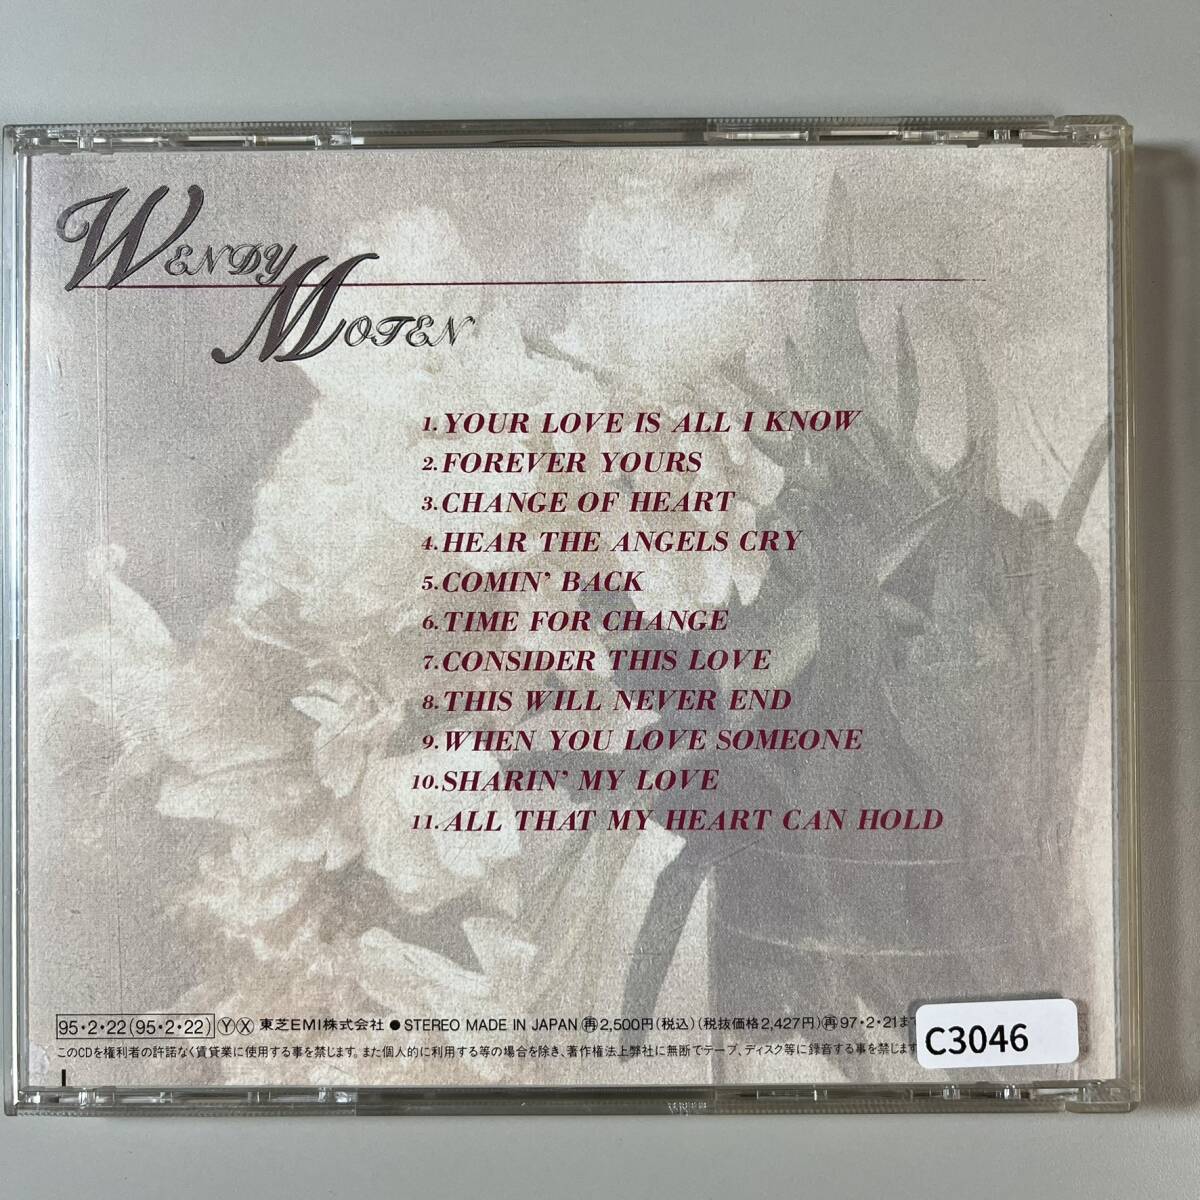 WENDY
MOTEN
1. YOUR LOVE IS ALL I KNOW
2. FOREVER YOURS
3. CHANGE OF HEART
4. HEAR THE ANGELS CRY
5. COMIN' BACK
6. TIME FOR CHANGE
7. CONSIDER THIS LOVE
8. THIS WILL NEVER END
9. WHEN YOU LOVE SOMEONE
10. SHARIN' MY LOVE
11. ALL THAT MY HEART CAN HOLD
95・2・22(95・2・22) Ⓨ Ⓧ 東芝EMI株式会社 ● STEREO MADE IN JAPAN ㊢2,500円(税込)(税抜価格2,427円)㊢97・2・21まで
このCDを権利者の許諾なく賃貸業に使用する事を禁じます。また個人的に利用する等の場合を除き、著作権法上弊社に無断でテープ、ディスク等に録音する事を禁じます
C3046